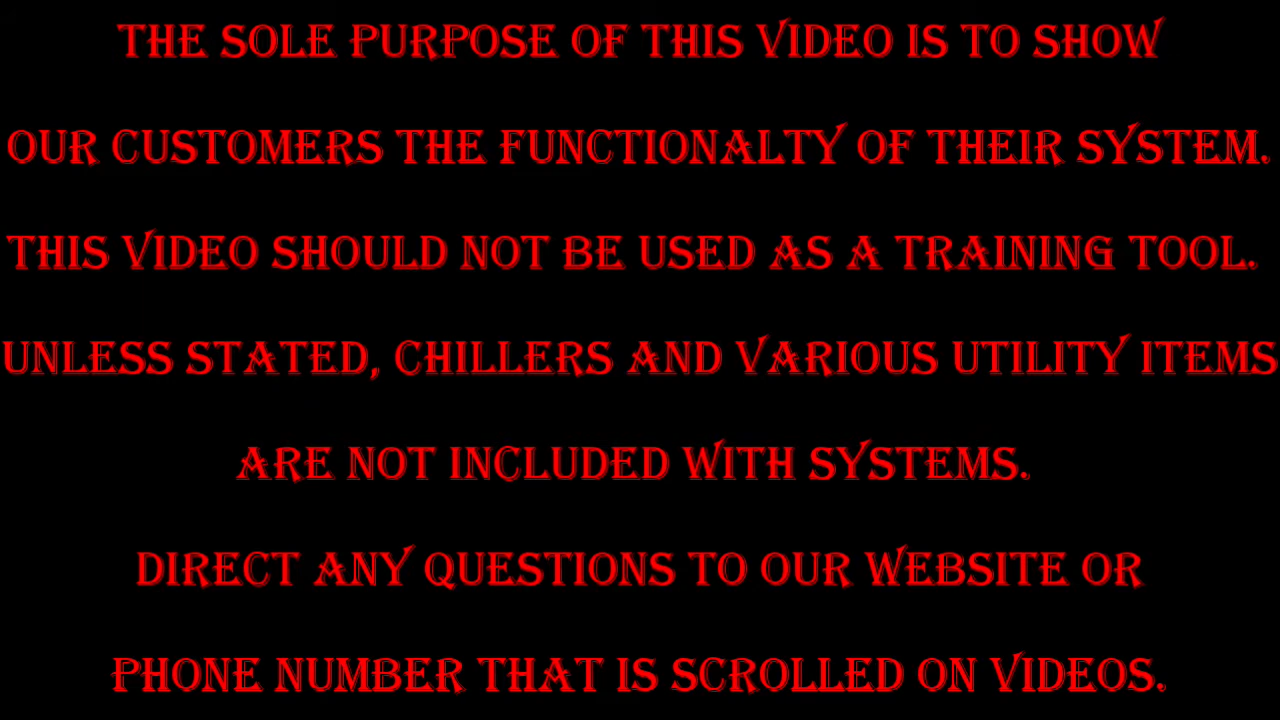 THE SOLE PURPOSE OF THIS VIDEO IS TO SHOW
OUR CUSTOMERS THE FUNCTIONALTY OF THEIR SYSTEM.
THIS VIDEO SHOULD NOT BE USED AS A TRAINING TOOL.
UNLESS STATED, CHILLERS AND VARIOUS UTILITY ITEMS
ARE NOT INCLUDED WITH SYSTEMS.
DIRECT ANY QUESTIONS TO OUR WEBSITE OR
PHONE NUMBER THAT IS SCROLLED ON VIDEOS.